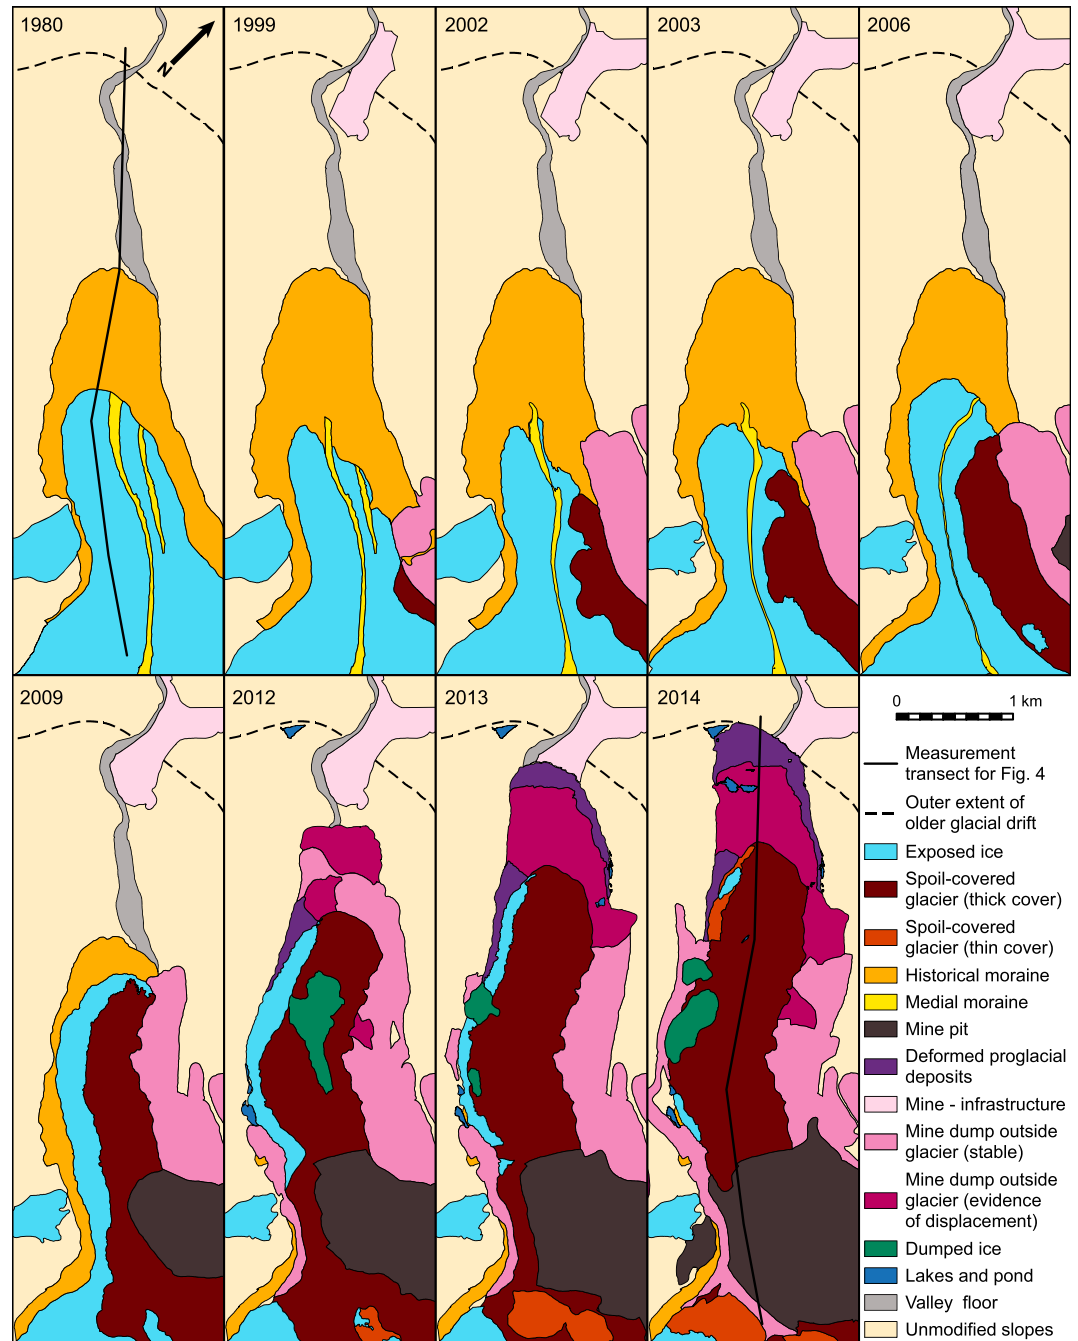 1980
N
1999
2002
2003
2006
2009
2012
2013
2014
0 1 km
Measurement
transect for Fig. 4
Outer extent of
older glacial drift
Exposed ice
Spoil-covered
glacier (thick cover)
Spoil-covered
glacier (thin cover)
Historical moraine
Medial moraine
Mine pit
Deformed proglacial
deposits
Mine - infrastructure
Mine dump outside
glacier (stable)
Mine dump outside
glacier (evidence
of displacement)
Dumped ice
Lakes and pond
Valley floor
Unmodified slopes